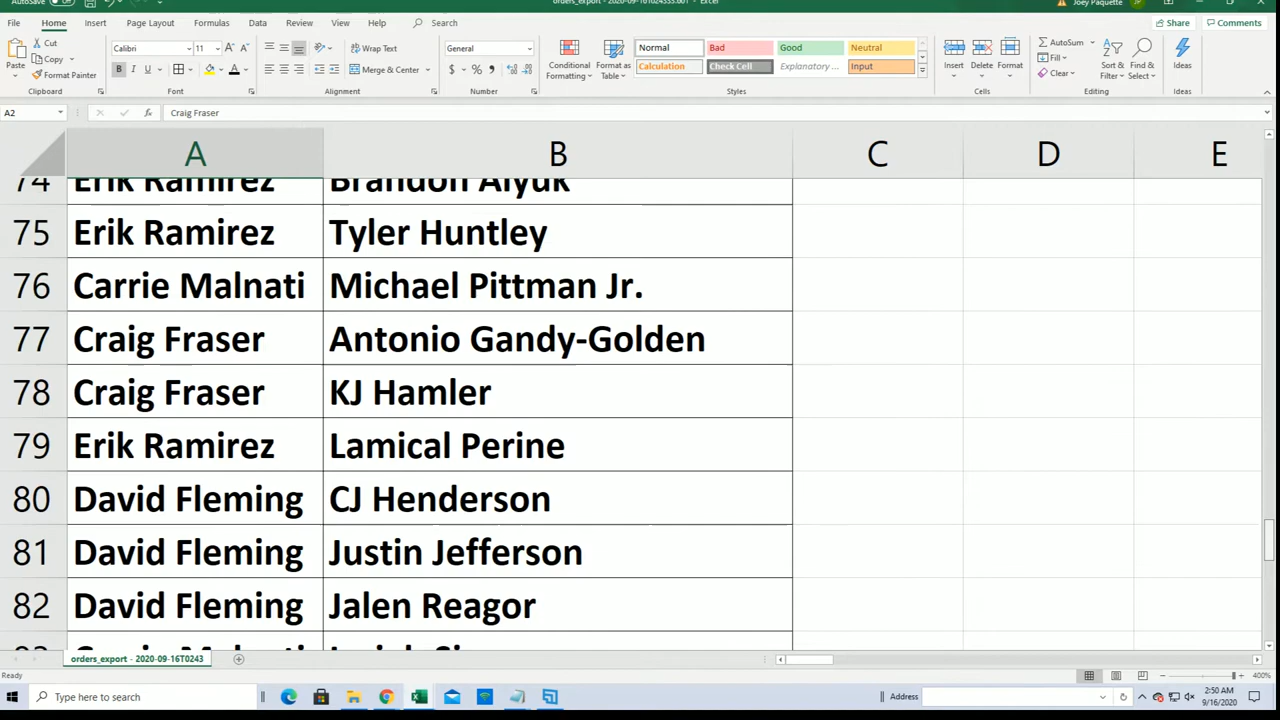 AutoSave Off orders_export - 2020-09-16T024333.601 - Excel Joey Paquette JP
File Home Insert Page Layout Formulas Data Review View Help Search Share Comments
Paste Cut Copy Format Painter Clipboard
Calibri 11 B I U A Font
Wrap Text Merge & Center Alignment
General $ % , Number
Conditional Formatting Format as Table
Normal Bad Good Neutral
Calculation Check Cell Explanatory ... Input
Styles
Insert Delete Format Cells
AutoSum Fill Clear Sort & Filter Find & Select Editing
Ideas Ideas
A2 fx Craig Fraser
A B C D E
74 Erik Ramirez Brandon Aiyuk
75 Erik Ramirez Tyler Huntley
76 Carrie Malnati Michael Pittman Jr.
77 Craig Fraser Antonio Gandy-Golden
78 Craig Fraser KJ Hamler
79 Erik Ramirez Lamical Perine
80 David Fleming CJ Henderson
81 David Fleming Justin Jefferson
82 David Fleming Jalen Reagor
orders_export - 2020-09-16T0243
Ready 400%
Type here to search Address 2:50 AM
9/16/2020